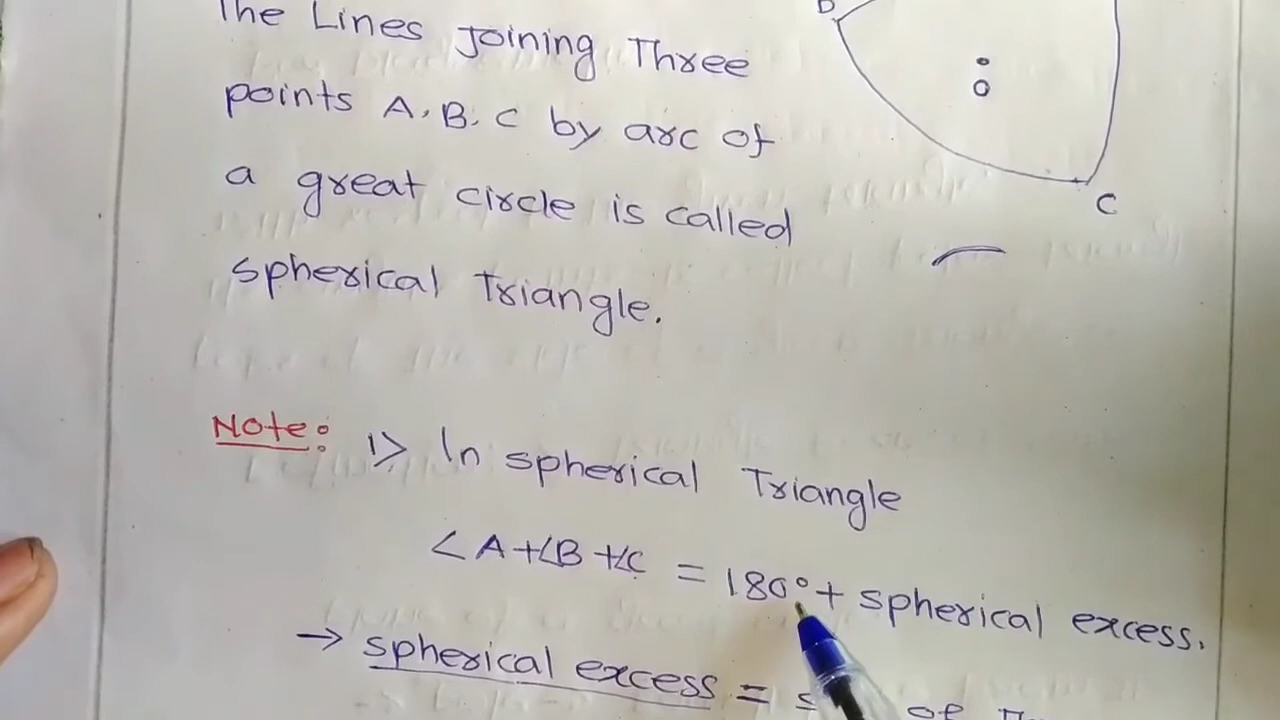 The Lines Joining Three
points A, B, C by arc of
a great circle is called
spherical Triangle.
B
C
Note: 1> In spherical Triangle
∠A+∠B+∠C = 180°+ spherical excess.
→ spherical excess = of